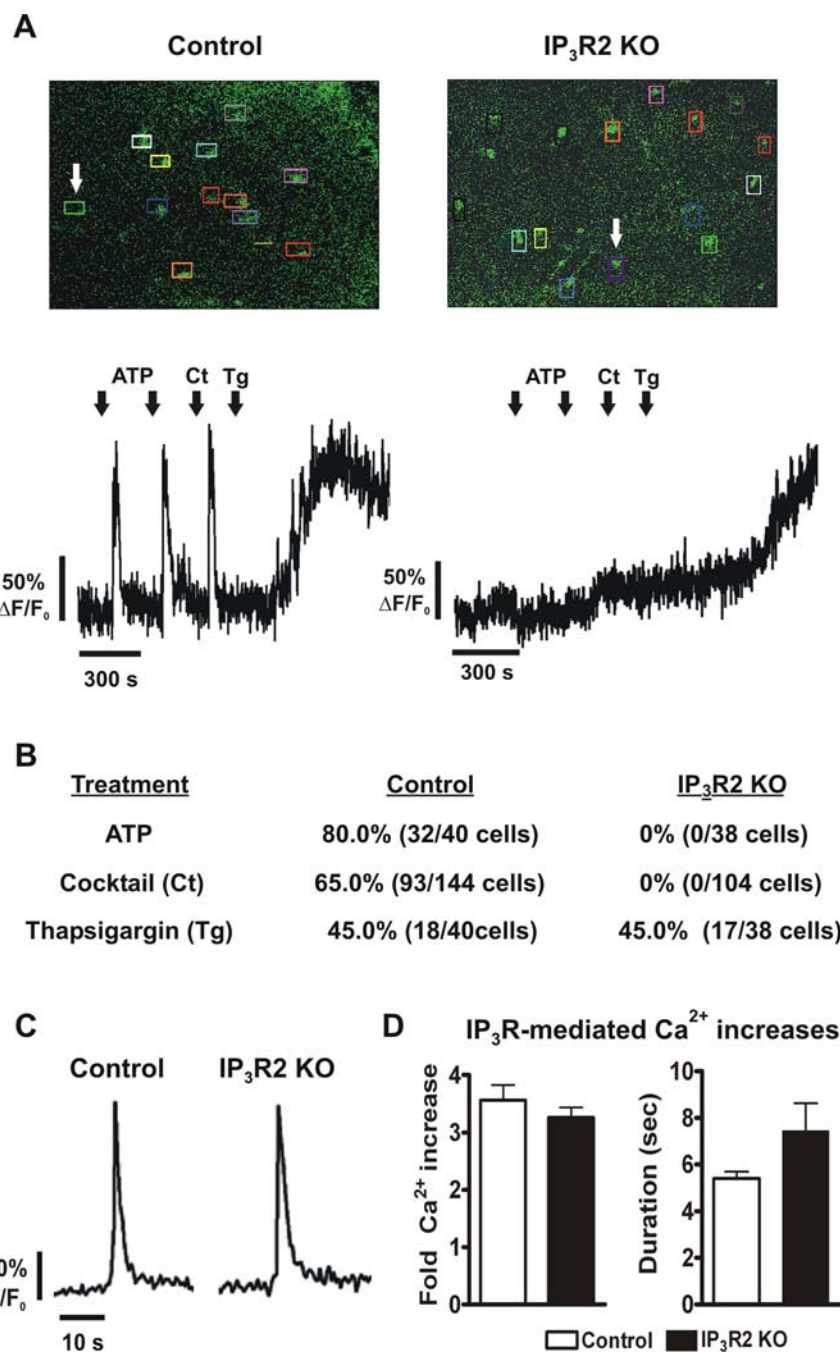 A
Control
IP₃R2 KO
ATP Ct Tg
ATP Ct Tg
50%
ΔF/F₀
300 s
50%
ΔF/F₀
300 s
B
Treatment Control IP₃R2 KO
ATP 80.0% (32/40 cells) 0% (0/38 cells)
Cocktail (Ct) 65.0% (93/144 cells) 0% (0/104 cells)
Thapsigargin (Tg) 45.0% (18/40cells) 45.0% (17/38 cells)
C
Control IP₃R2 KO
0%
/F₀
10 s
D
IP₃R-mediated Ca²⁺ increases
Fold Ca²⁺ increase
4
3
2
1
0
Duration (sec)
10
8
6
4
2
0
Control IP₃R2 KO